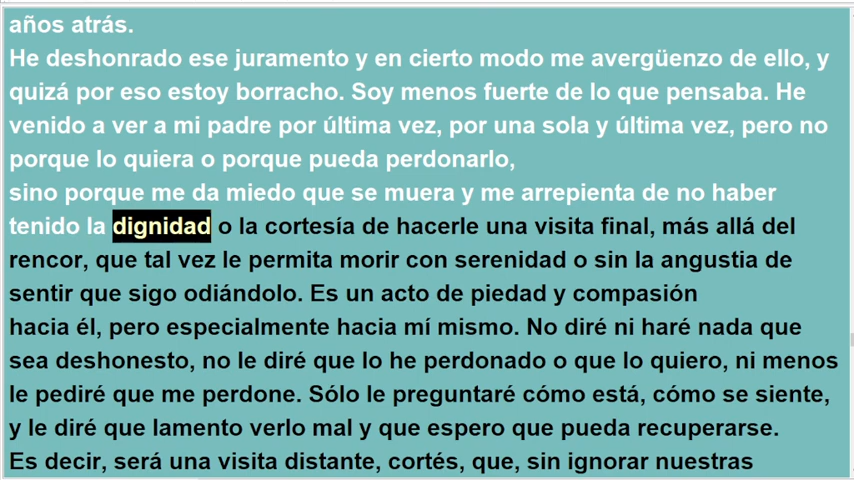 años atrás.
He deshonrado ese juramento y en cierto modo me avergüenzo de ello, y
quizá por eso estoy borracho. Soy menos fuerte de lo que pensaba. He
venido a ver a mi padre por última vez, por una sola y última vez, pero no
porque lo quiera o porque pueda perdonarlo,
sino porque me da miedo que se muera y me arrepienta de no haber
tenido la dignidad o la cortesía de hacerle una visita final, más allá del
rencor, que tal vez le permita morir con serenidad o sin la angustia de
sentir que sigo odiándolo. Es un acto de piedad y compasión
hacia él, pero especialmente hacia mí mismo. No diré ni haré nada que
sea deshonesto, no le diré que lo he perdonado o que lo quiero, ni menos
le pediré que me perdone. Sólo le preguntaré cómo está, cómo se siente,
y le diré que lamento verlo mal y que espero que pueda recuperarse.
Es decir, será una visita distante, cortés, que, sin ignorar nuestras